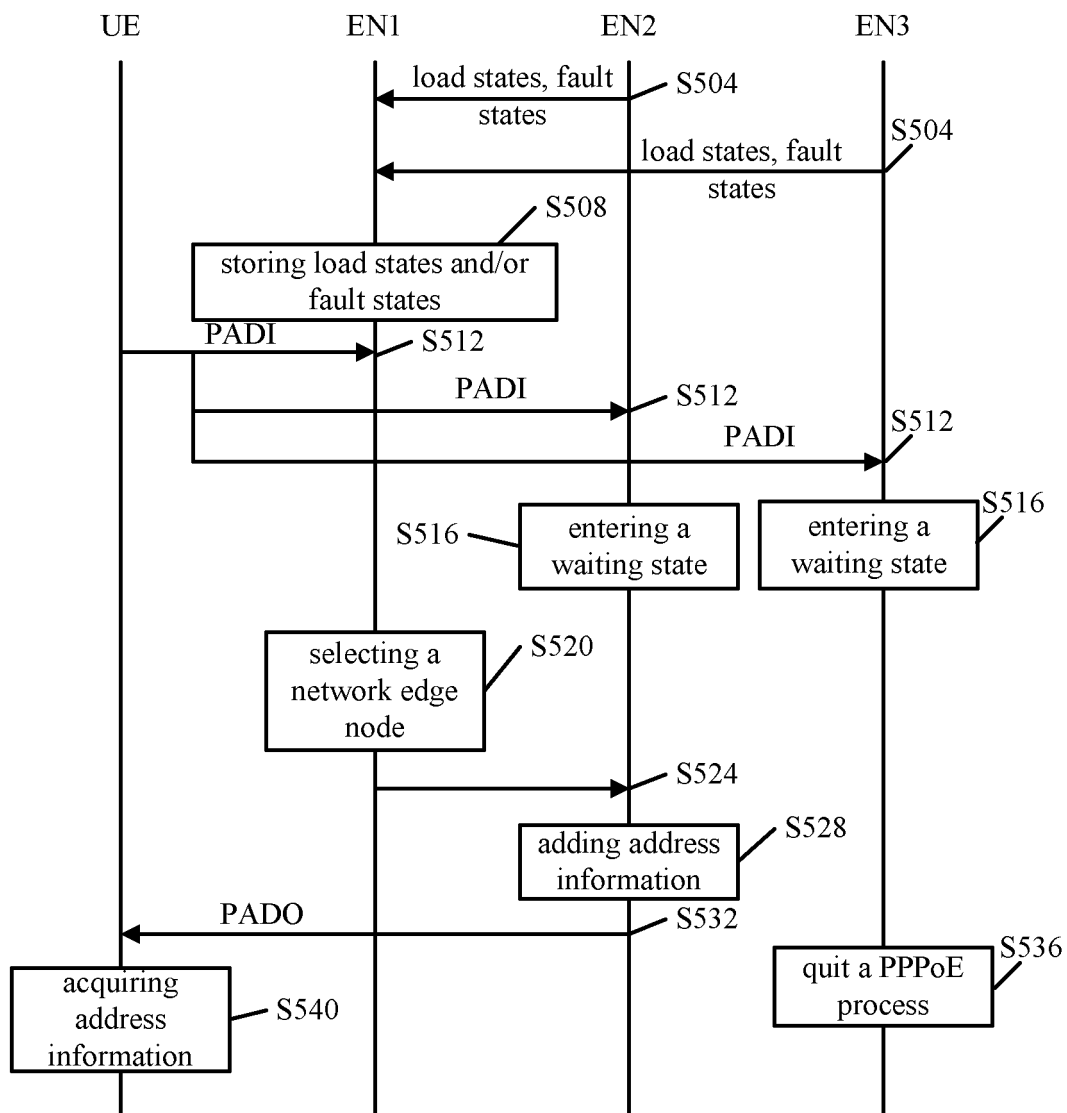 UE EN1 EN2 EN3
load states, fault
states
S504
S504
load states, fault
states
S508
storing load states and/or
fault states
PADI
S512
PADI
S512
PADI
S512
S516
entering a
waiting state
entering a
waiting state
S516
selecting a
network edge
node
S520
S524
adding address
information
S528
PADO
S532
quit a PPPoE
process
S536
acquiring
address
information
S540